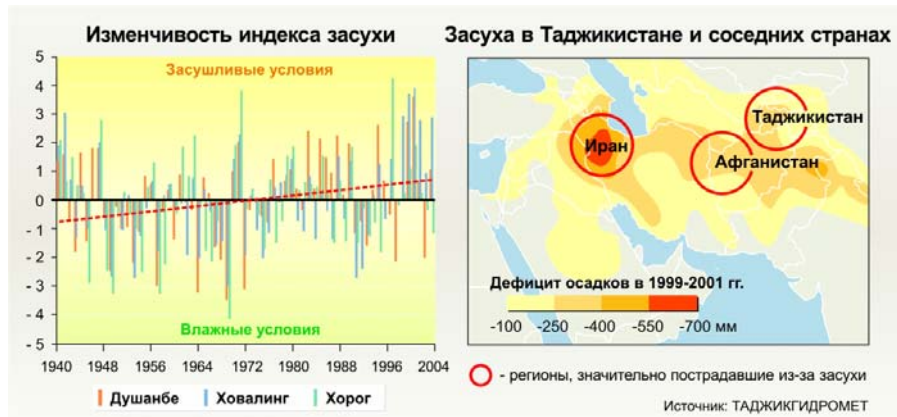 Изменчивость индекса засухи
Засушливые условия
5
4
3
2
1
0
- 1
- 2
- 3
- 4
- 5
Влажные условия
1940 1948 1956 1964 1972 1980 1988 1996 2004
Душанбе Ховалинг Хорог
Засуха в Таджикистане и соседних странах
Таджикистан
Иран
Афганистан
Дефицит осадков в 1999-2001 гг.
-100 -250 -400 -550 -700 мм
- регионы, значительно пострадавшие из-за засухи
Источник: ТАДЖИКГИДРОМЕТ